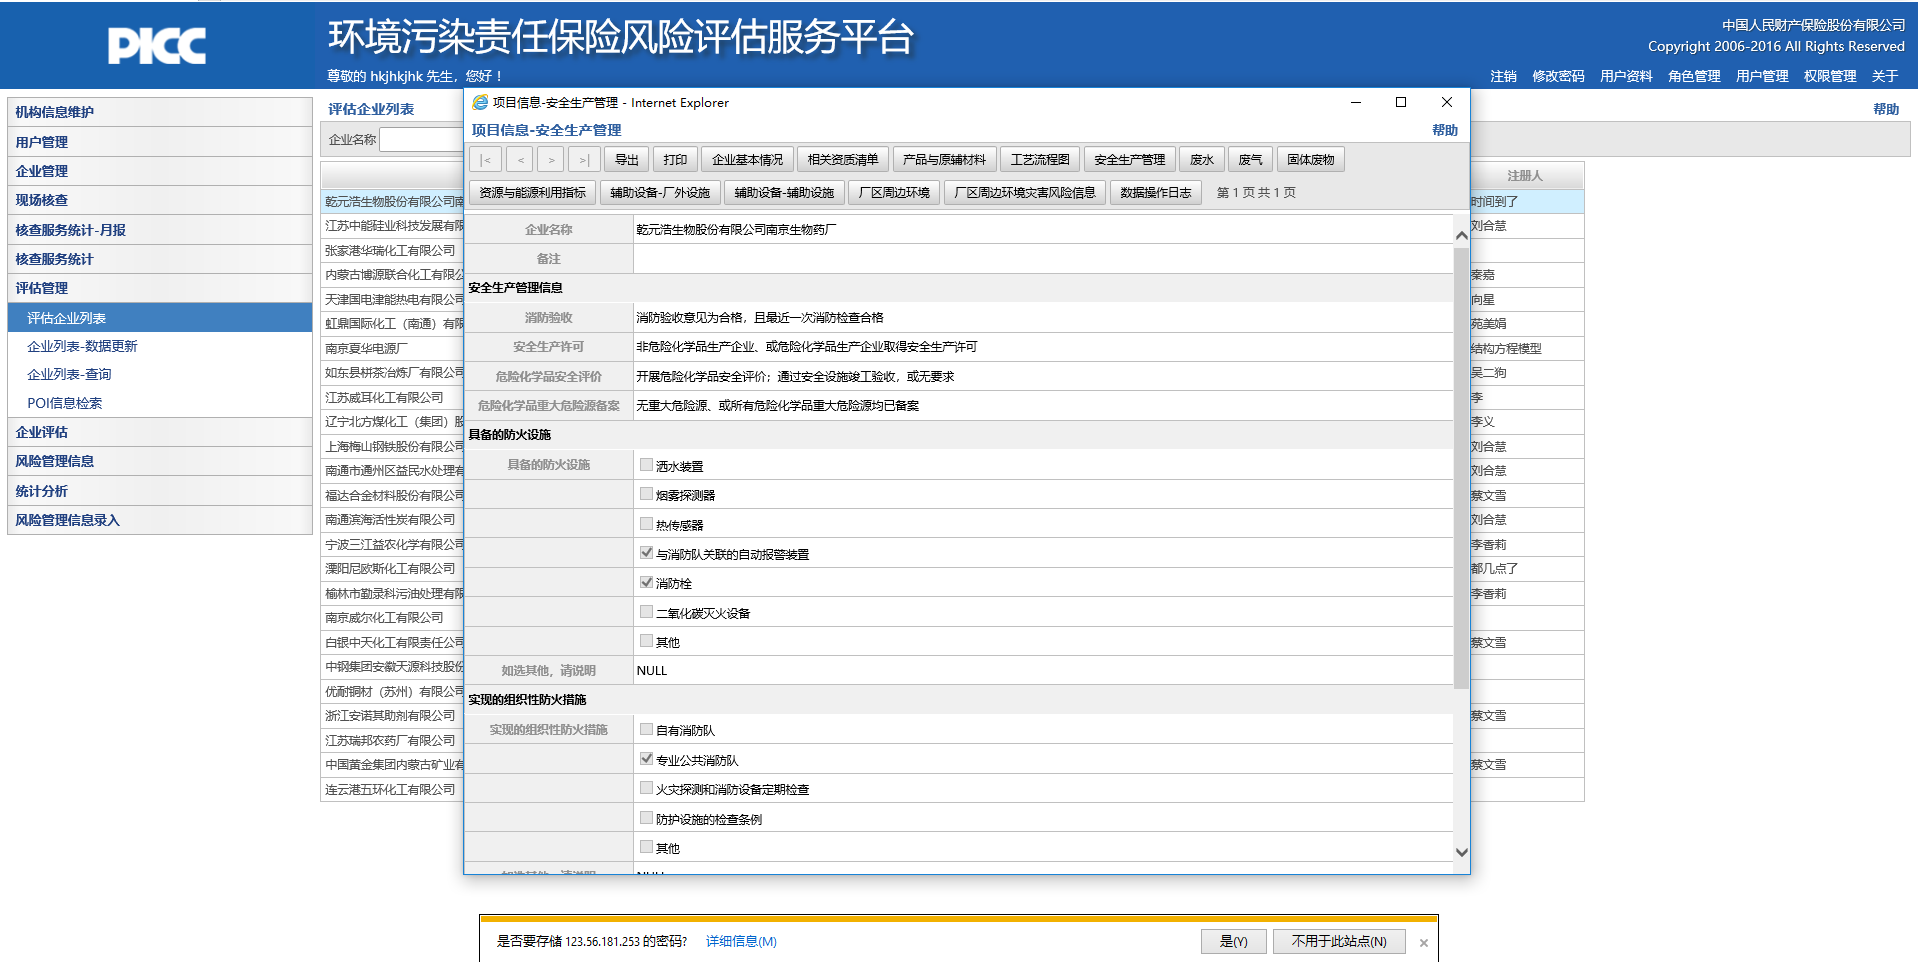 PICC
环境污染责任保险风险评估服务平台
尊敬的 hkjhkjhk 先生，您好！
中国人民财产保险股份有限公司
Copyright 2006-2016 All Rights Reserved
注销 修改密码 用户资料 角色管理 用户管理 权限管理 关于
机构信息维护
用户管理
企业管理
现场核查
核查服务统计-月报
核查服务统计
评估管理
评估企业列表
企业列表-数据更新
企业列表-查询
POI信息检索
企业评估
风险管理信息
统计分析
风险管理信息录入
评估企业列表
帮助
企业名称
乾元浩生物股份有限公司南
江苏中能硅业科技发展有限
张家港华瑞化工有限公司
内蒙古博源联合化工有限公
天津国电津能热电有限公司
虹鼎国际化工（南通）有限
南京夏华电源厂
如东县栟茶冶炼厂有限公司
江苏威耳化工有限公司
辽宁北方煤化工（集团）股
上海梅山钢铁股份有限公司
南通市通州区益民水处理有
福达合金材料股份有限公司
南通滨海活性炭有限公司
宁波三江益农化学有限公司
溧阳尼欧斯化工有限公司
榆林市勤录科污油处理有限
南京威尔化工有限公司
白银中天化工有限责任公司
中钢集团安徽天源科技股份
优耐铜材（苏州）有限公司
浙江安诺其助剂有限公司
江苏瑞邦农药厂有限公司
中国黄金集团内蒙古矿业有
连云港五环化工有限公司
项目信息-安全生产管理 - Internet Explorer
项目信息-安全生产管理
帮助
|< < > >| 导出 打印 企业基本情况 相关资质清单 产品与原辅材料 工艺流程图 安全生产管理 废水 废气 固体废物
资源与能源利用指标 辅助设备-厂外设施 辅助设备-辅助设施 厂区周边环境 厂区周边环境灾害风险信息 数据操作日志 第 1 页 共 1 页
企业名称 乾元浩生物股份有限公司南京生物药厂
备注
安全生产管理信息
消防验收 消防验收意见为合格，且最近一次消防检查合格
安全生产许可 非危险化学品生产企业、或危险化学品生产企业取得安全生产许可
危险化学品安全评价 开展危险化学品安全评价；通过安全设施竣工验收，或无要求
危险化学品重大危险源备案 无重大危险源、或所有危险化学品重大危险源均已备案
具备的防火设施
具备的防火设施 洒水装置
烟雾探测器
热传感器
与消防队关联的自动报警装置
消防栓
二氧化碳灭火设备
其他
如选其他，请说明 NULL
实现的组织性防火措施
实现的组织性防火措施 自有消防队
专业公共消防队
火灾探测和消防设备定期检查
防护设施的检查条例
其他
注册人
时间到了
刘合慧
秦嘉
向星
苑美娟
结构方程模型
吴二狗
李
李义
刘合慧
刘合慧
蔡文雪
刘合慧
李香莉
都几点了
李香莉
蔡文雪
蔡文雪
蔡文雪
是否要存储 123.56.181.253 的密码? 详细信息(M) 是(Y) 不用于此站点(N) ×